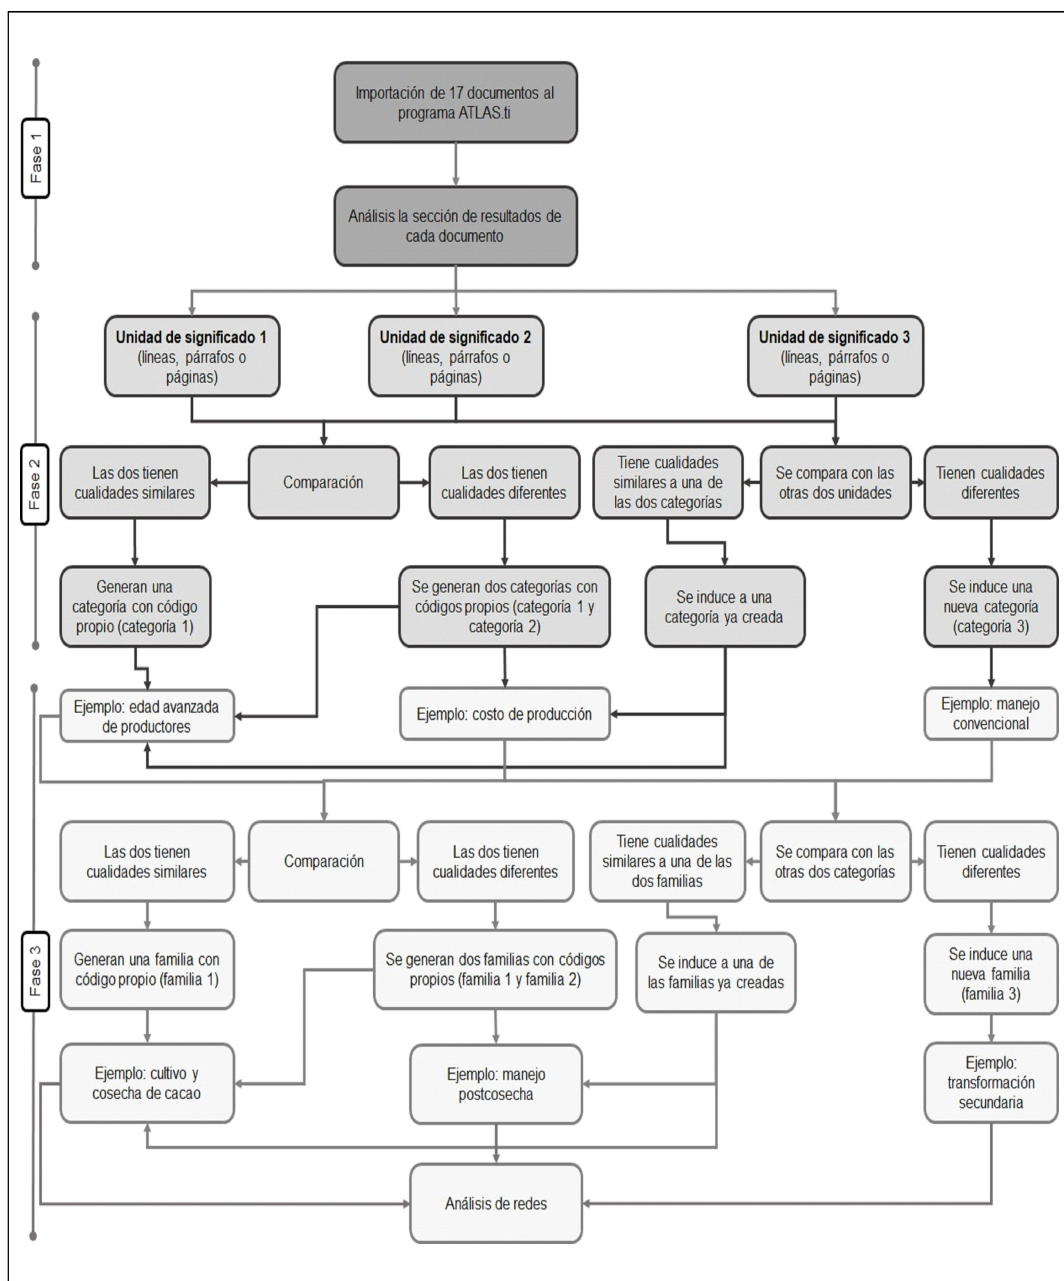 Fase 1
Importación de 17 documentos al
programa ATLAS.ti
Análisis la sección de resultados de
cada documento
Fase 2
Unidad de significado 1
(líneas, párrafos o
páginas)
Unidad de significado 2
(líneas, párrafos o
páginas)
Unidad de significado 3
(líneas, párrafos o
páginas)
Las dos tienen
cualidades similares
Comparación
Las dos tienen
cualidades diferentes
Tiene cualidades
similares a una de
las dos categorías
Se compara con las
otras dos unidades
Tienen cualidades
diferentes
Generan una
categoría con código
propio (categoría 1)
Se generan dos categorías con
códigos propios (categoría 1 y
categoría 2)
Se induce a una
categoría ya creada
Se induce una
nueva categoría
(categoría 3)
Fase 3
Ejemplo: edad avanzada
de productores
Ejemplo: costo de producción
Ejemplo: manejo
convencional
Las dos tienen
cualidades similares
Comparación
Las dos tienen
cualidades diferentes
Tiene cualidades
similares a una de las
dos familias
Se compara con las
otras dos categorías
Tienen cualidades
diferentes
Generan una familia con
código propio (familia 1)
Se generan dos familias con códigos
propios (familia 1 y familia 2)
Se induce a una de
las familias ya creadas
Se induce una
nueva familia
(familia 3)
Ejemplo: cultivo y
cosecha de cacao
Ejemplo: manejo
postcosecha
Ejemplo:
transformación
secundaria
Análisis de redes